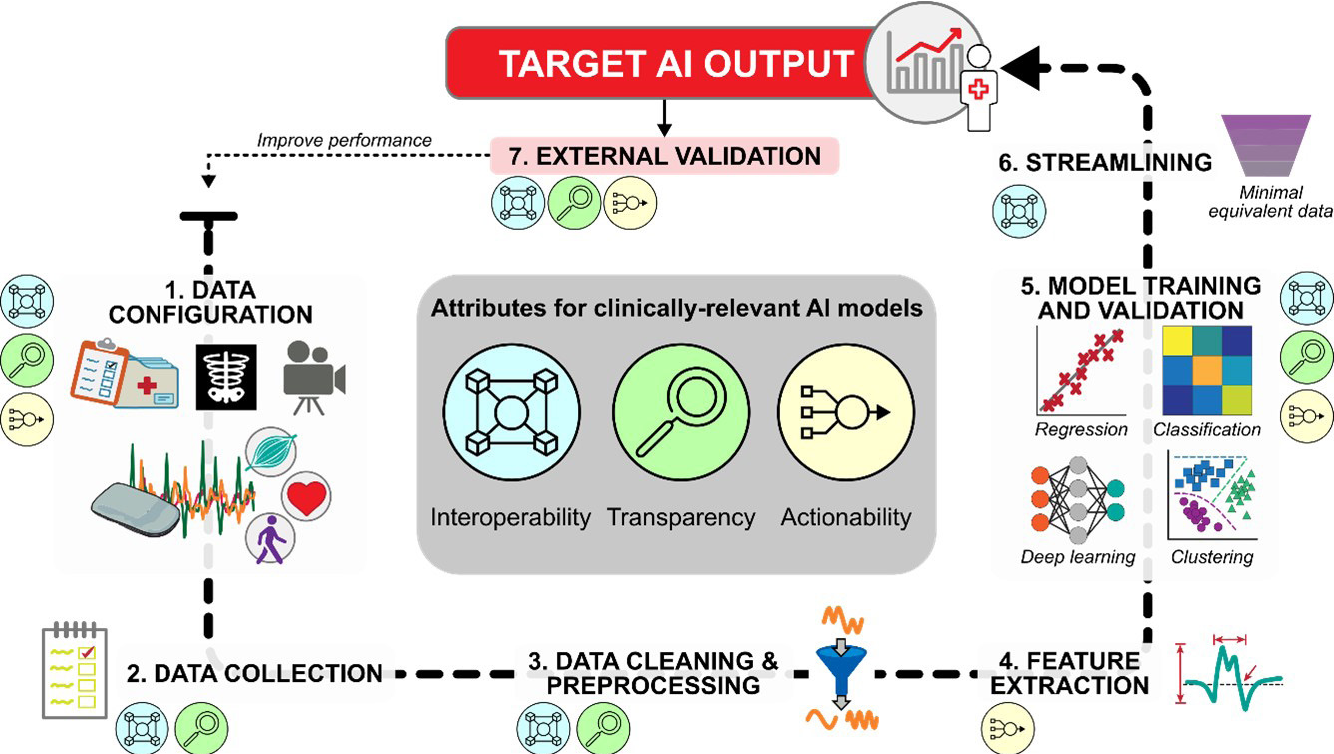 TARGET AI OUTPUT
Improve performance
7. EXTERNAL VALIDATION
6. STREAMLINING
Minimal
equivalent data
1. DATA
CONFIGURATION
Attributes for clinically-relevant AI models
Interoperability
Transparency
Actionability
5. MODEL TRAINING
AND VALIDATION
Regression
Classification
Deep learning
Clustering
2. DATA COLLECTION
3. DATA CLEANING &
PREPROCESSING
4. FEATURE
EXTRACTION